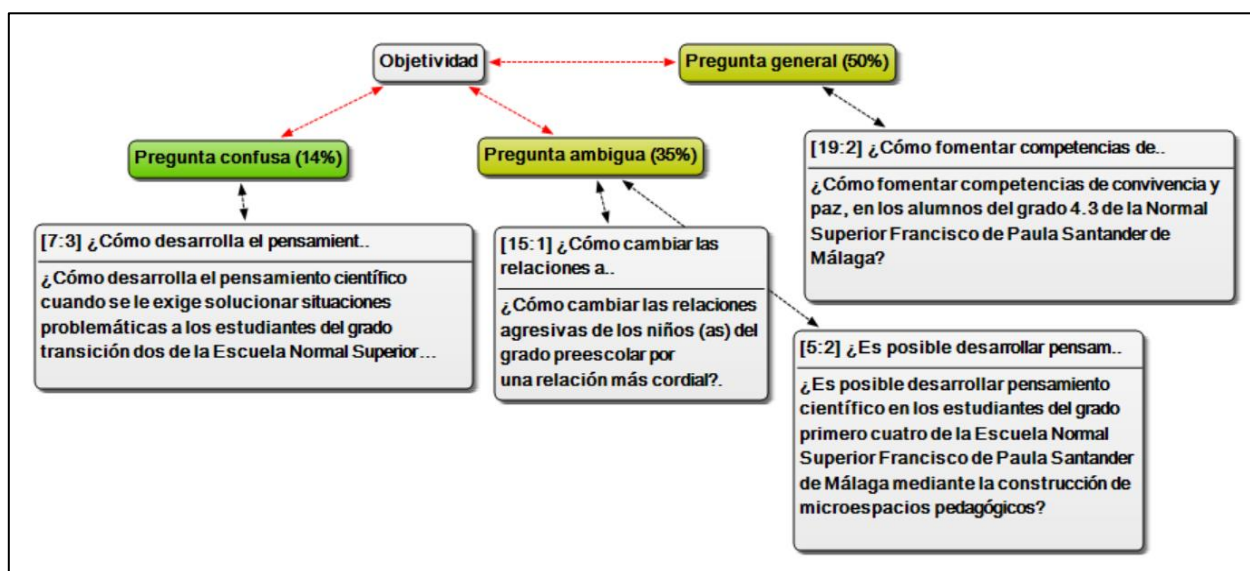 Objetividad
Pregunta general (50%)
Pregunta confusa (14%)
Pregunta ambigua (35%)
[19:2] ¿Cómo fomentar competencias de..
¿Cómo fomentar competencias de convivencia y
paz, en los alumnos del grado 4.3 de la Normal
Superior Francisco de Paula Santander de
Málaga?
[7:3] ¿Cómo desarrolla el pensamient..
¿Cómo desarrolla el pensamiento científico
cuando se le exige solucionar situaciones
problemáticas a los estudiantes del grado
transición dos de la Escuela Normal Superior...
[15:1] ¿Cómo cambiar las
relaciones a..
¿Cómo cambiar las relaciones
agresivas de los niños (as) del
grado preescolar por
una relación más cordial?.
[5:2] ¿Es posible desarrollar pensam..
¿Es posible desarrollar pensamiento
científico en los estudiantes del grado
primero cuatro de la Escuela Normal
Superior Francisco de Paula Santander
de Málaga mediante la construcción de
microespacios pedagógicos?